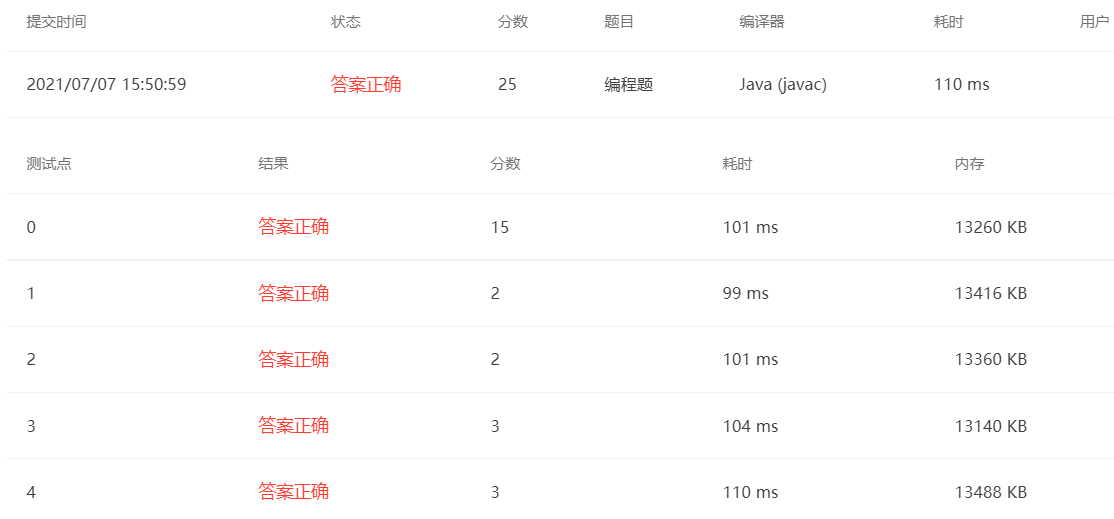 提交时间 状态 分数 题目 编译器 耗时 用户
2021/07/07 15:50:59 答案正确 25 编程题 Java (javac) 110 ms
测试点 结果 分数 耗时 内存
0 答案正确 15 101 ms 13260 KB
1 答案正确 2 99 ms 13416 KB
2 答案正确 2 101 ms 13360 KB
3 答案正确 3 104 ms 13140 KB
4 答案正确 3 110 ms 13488 KB